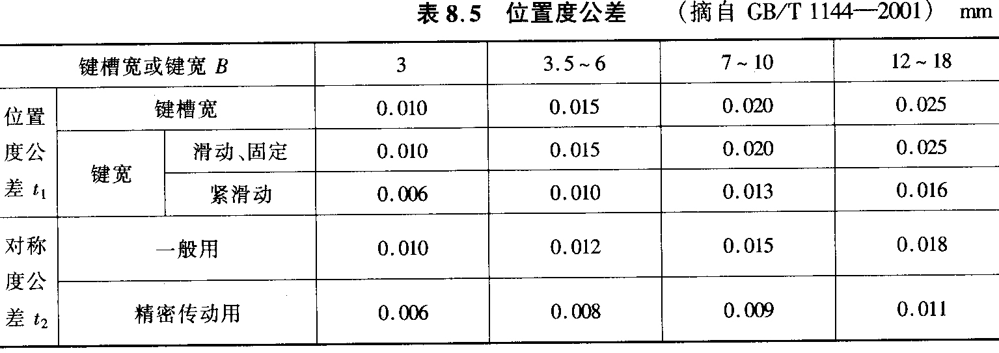 表8.5 位置度公差 (摘自 GB/T 1144—2001) mm
键槽宽或键宽 B 3 3.5~6 7~10 12~18
位置度公差 t₁ 键槽宽 0.010 0.015 0.020 0.025
键宽 滑动、固定 0.010 0.015 0.020 0.025
紧滑动 0.006 0.010 0.013 0.016
对称度公差 t₂ 一般用 0.010 0.012 0.015 0.018
精密传动用 0.006 0.008 0.009 0.011